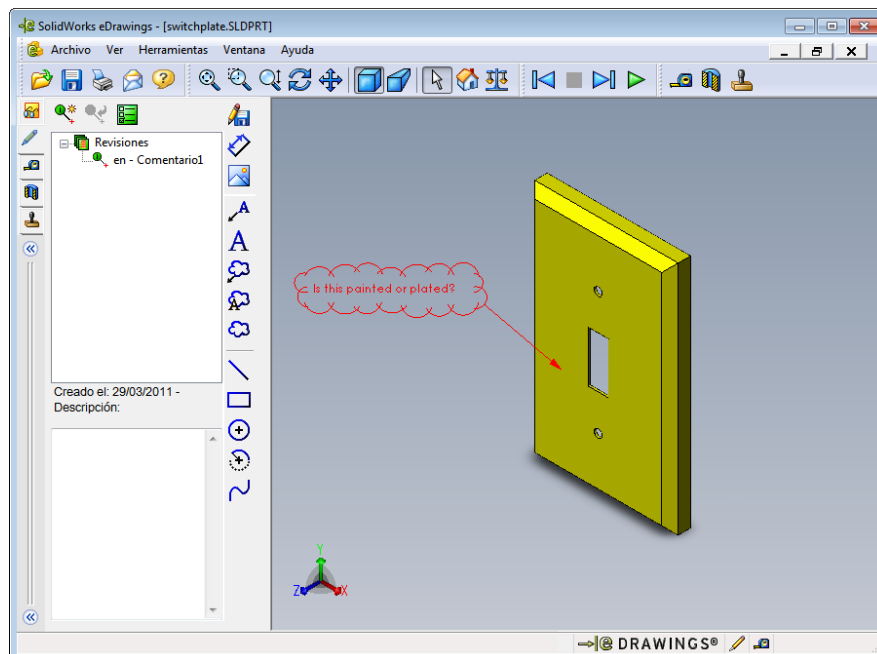 SolidWorks eDrawings - [switchplate.SLDPRT]
Archivo Ver Herramientas Ventana Ayuda
Revisiones
en - Comentario1
Creado el: 29/03/2011 -
Descripción:
A
A
A
Is this painted or plated?
Y
Z
X
e DRAWINGS®